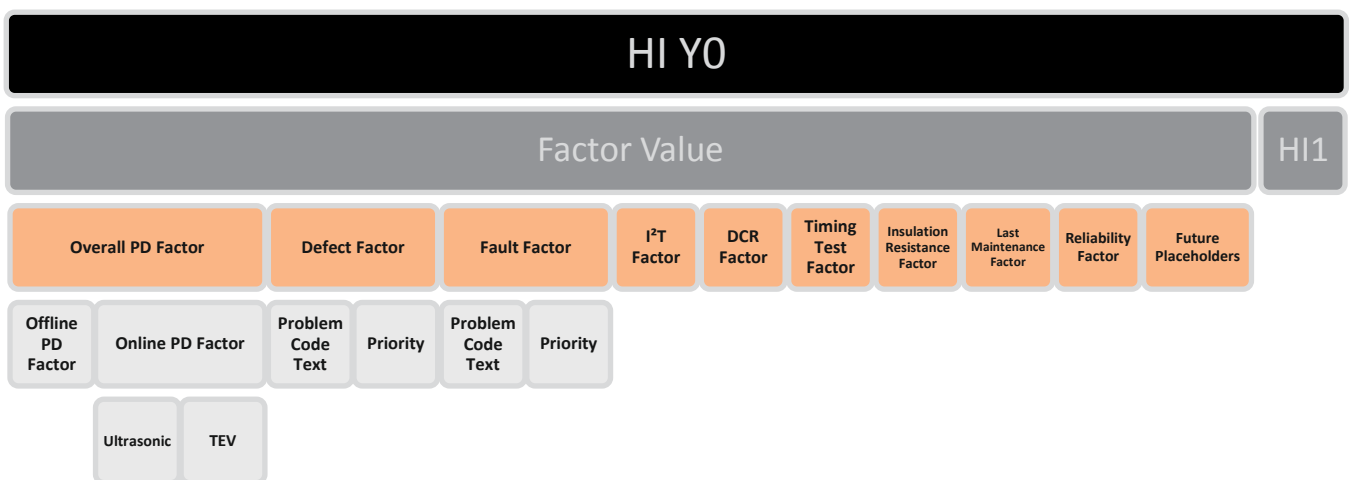 HI Y0
Factor Value
HI1
Overall PD Factor
Defect Factor
Fault Factor
I²T
Factor
DCR
Factor
Timing
Test
Factor
Insulation
Resistance
Factor
Last
Maintenance
Factor
Reliability
Factor
Future
Placeholders
Offline
PD
Factor
Online PD Factor
Problem
Code
Text
Priority
Problem
Code
Text
Priority
Ultrasonic
TEV